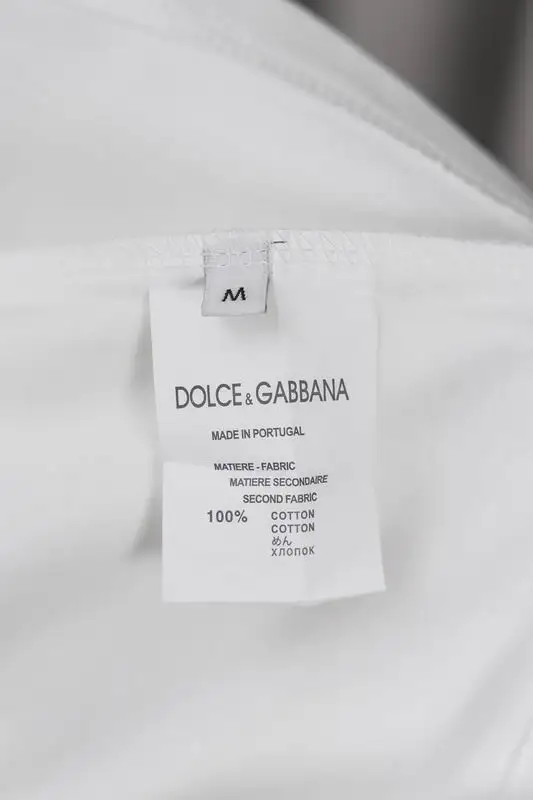 M
DOLCE & GABBANA
MADE IN PORTUGAL
MATIERE - FABRIC
MATIERE SECONDAIRE
SECOND FABRIC
100% COTTON
COTTON
めん
ХЛОПОК